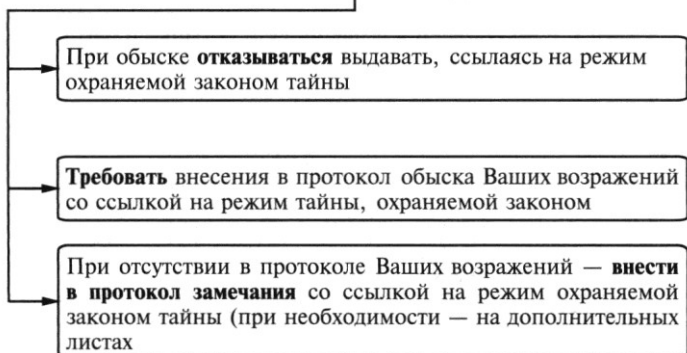 При обыске отказываться выдавать, ссылаясь на режим
охраняемой законом тайны
Требовать внесения в протокол обыска Ваших возражений
со ссылкой на режим тайны, охраняемой законом
При отсутствии в протоколе Ваших возражений — внести
в протокол замечания со ссылкой на режим охраняемой
законом тайны (при необходимости — на дополнительных
листах